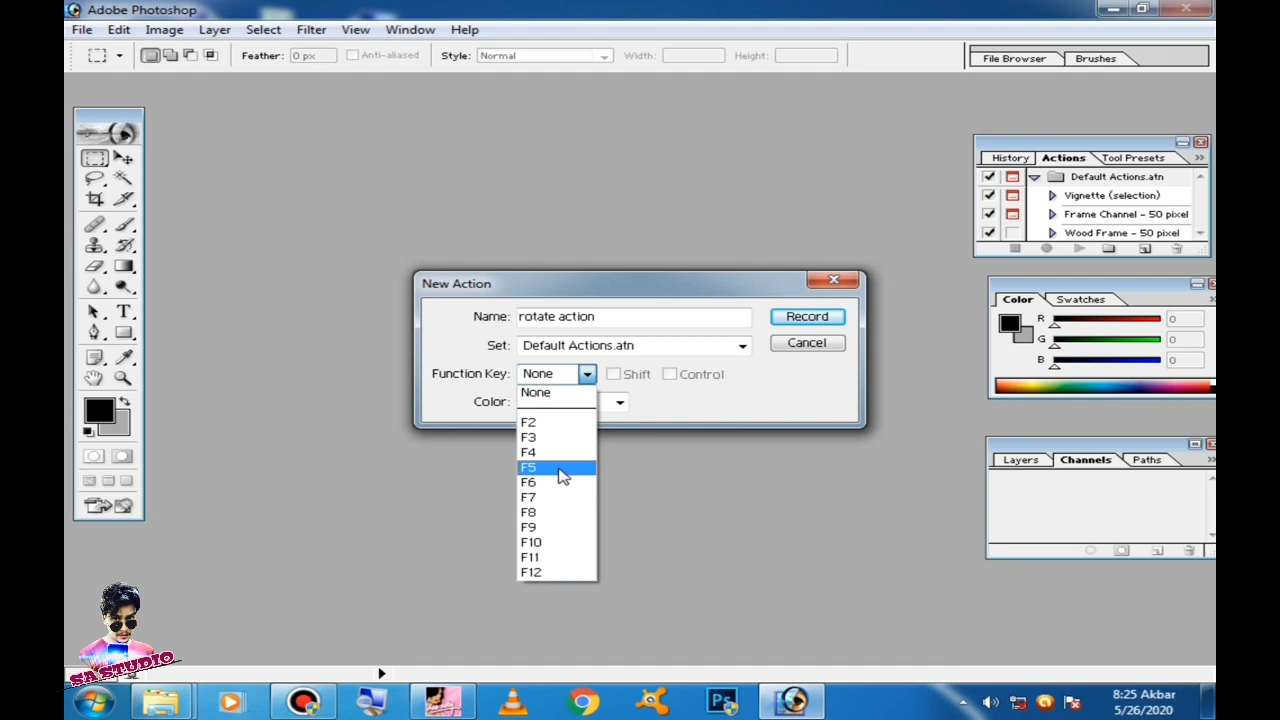 Adobe Photoshop
File Edit Image Layer Select Filter View Window Help
Feather: 0 px Anti-aliased Style: Normal Width: Height: File Browser Brushes
History Actions Tool Presets
Default Actions.atn
Vignette (selection)
Frame Channel - 50 pixel
Wood Frame - 50 pixel
New Action
Name: rotate action Record
Set: Default Actions.atn Cancel
Function Key: None Shift Control
Color:
None
F2
F3
F4
F5
F6
F7
F8
F9
F10
F11
F12
Color Swatches
R 0
G 0
B 0
Layers Channels Paths
SA STUDIO
Ps
8:25 Akbar
5/26/2020